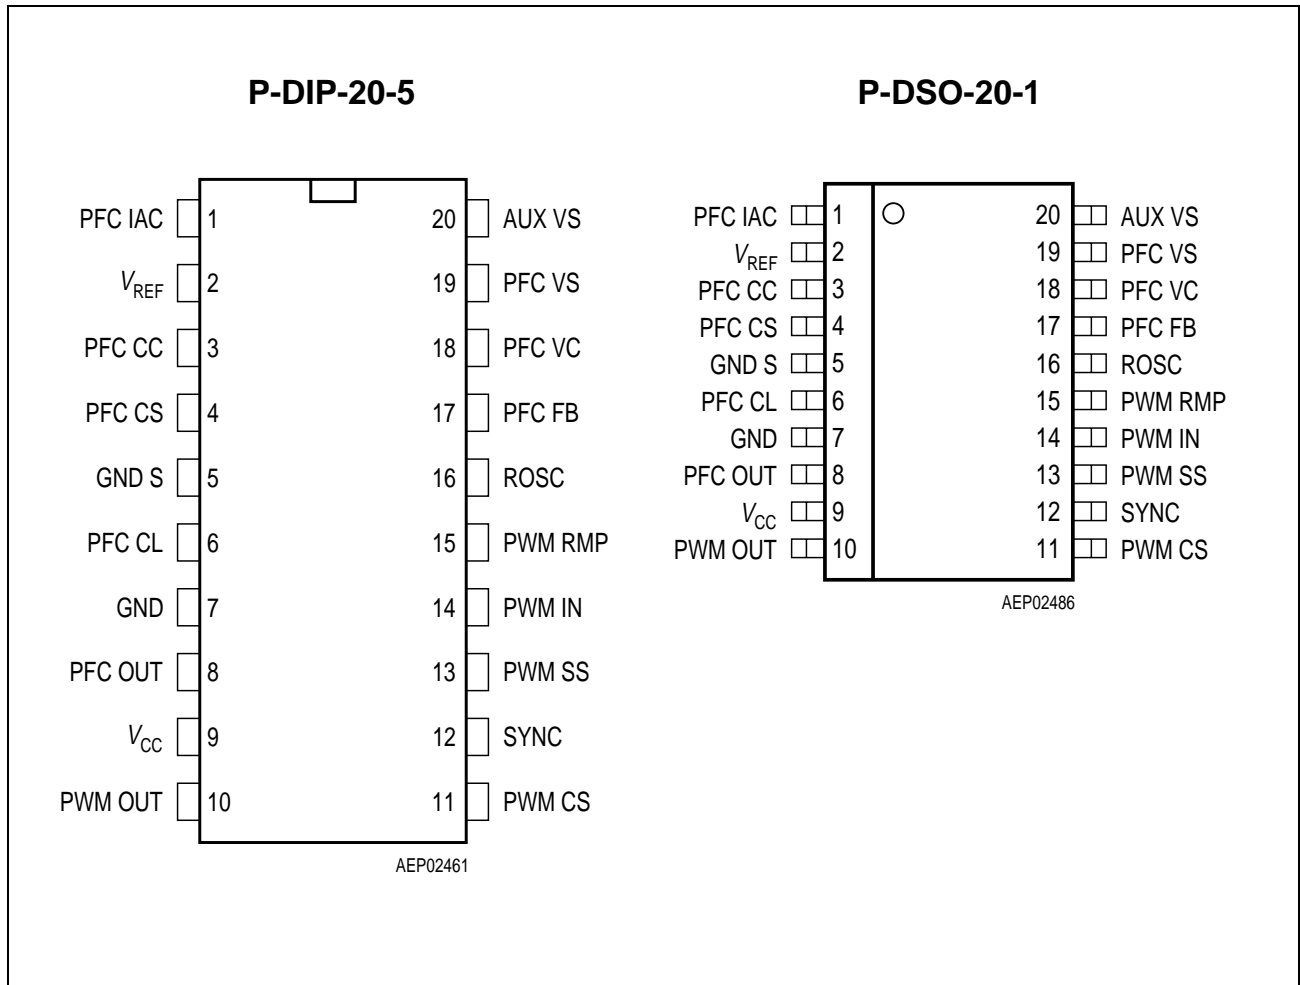 P-DIP-20-5
PFC IAC 1 20 AUX VS
VREF 2 19 PFC VS
PFC CC 3 18 PFC VC
PFC CS 4 17 PFC FB
GND S 5 16 ROSC
PFC CL 6 15 PWM RMP
GND 7 14 PWM IN
PFC OUT 8 13 PWM SS
VCC 9 12 SYNC
PWM OUT 10 11 PWM CS
AEP02461
P-DSO-20-1
PFC IAC 1 20 AUX VS
VREF 2 19 PFC VS
PFC CC 3 18 PFC VC
PFC CS 4 17 PFC FB
GND S 5 16 ROSC
PFC CL 6 15 PWM RMP
GND 7 14 PWM IN
PFC OUT 8 13 PWM SS
VCC 9 12 SYNC
PWM OUT 10 11 PWM CS
AEP02486